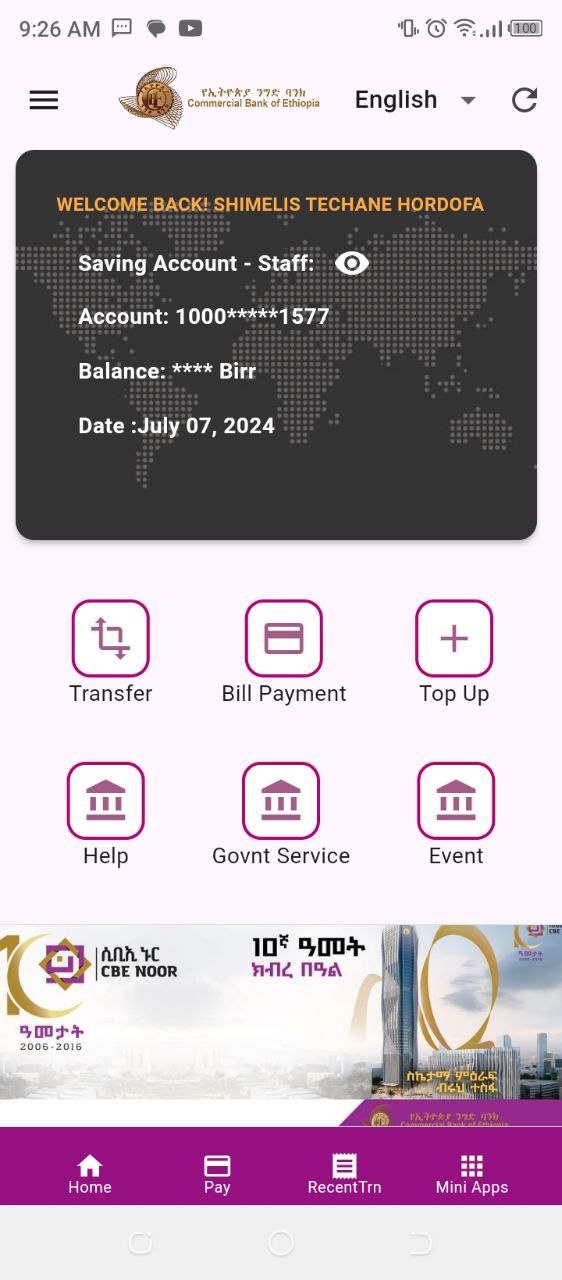 9:26 AM
100
የኢትዮጵያ ንግድ ባንክ
Commercial Bank of Ethiopia
English
WELCOME BACK! SHIMELIS TECHANE HORDOFA
Saving Account - Staff:
Account: 1000*****1577
Balance: **** Birr
Date :July 07, 2024
Transfer
Bill Payment
Top Up
Help
Govnt Service
Event
ሲቢኢ ኑር
CBE NOOR
10
ዓመታት
2006-2016
10ኛ ዓመት
ክብረ በዓል
ስኬታማ ምዕራፍ
ብሩህ ተስፋ
የኢትዮጵያ ንግድ ባንክ
Commercial Bank of Ethiopia
Home
Pay
RecentTrn
Mini Apps